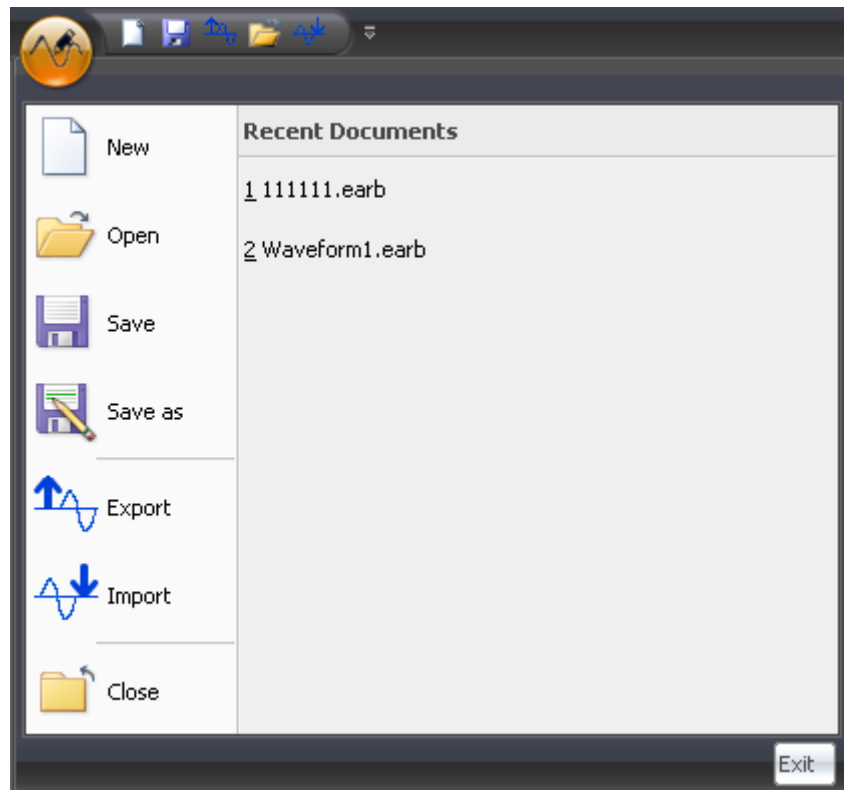 New
Open
Save
Save as
Export
Import
Close
Recent Documents
1 111111.earb
2 Waveform1.earb
Exit